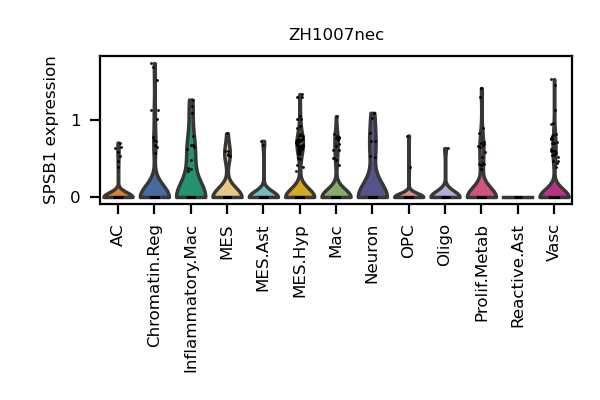 ZH1007nec
SPSB1 expression
1
0
AC
Chromatin.Reg
Inflammatory.Mac
MES
MES.Ast
MES.Hyp
Mac
Neuron
OPC
Oligo
Prolif.Metab
Reactive.Ast
Vasc